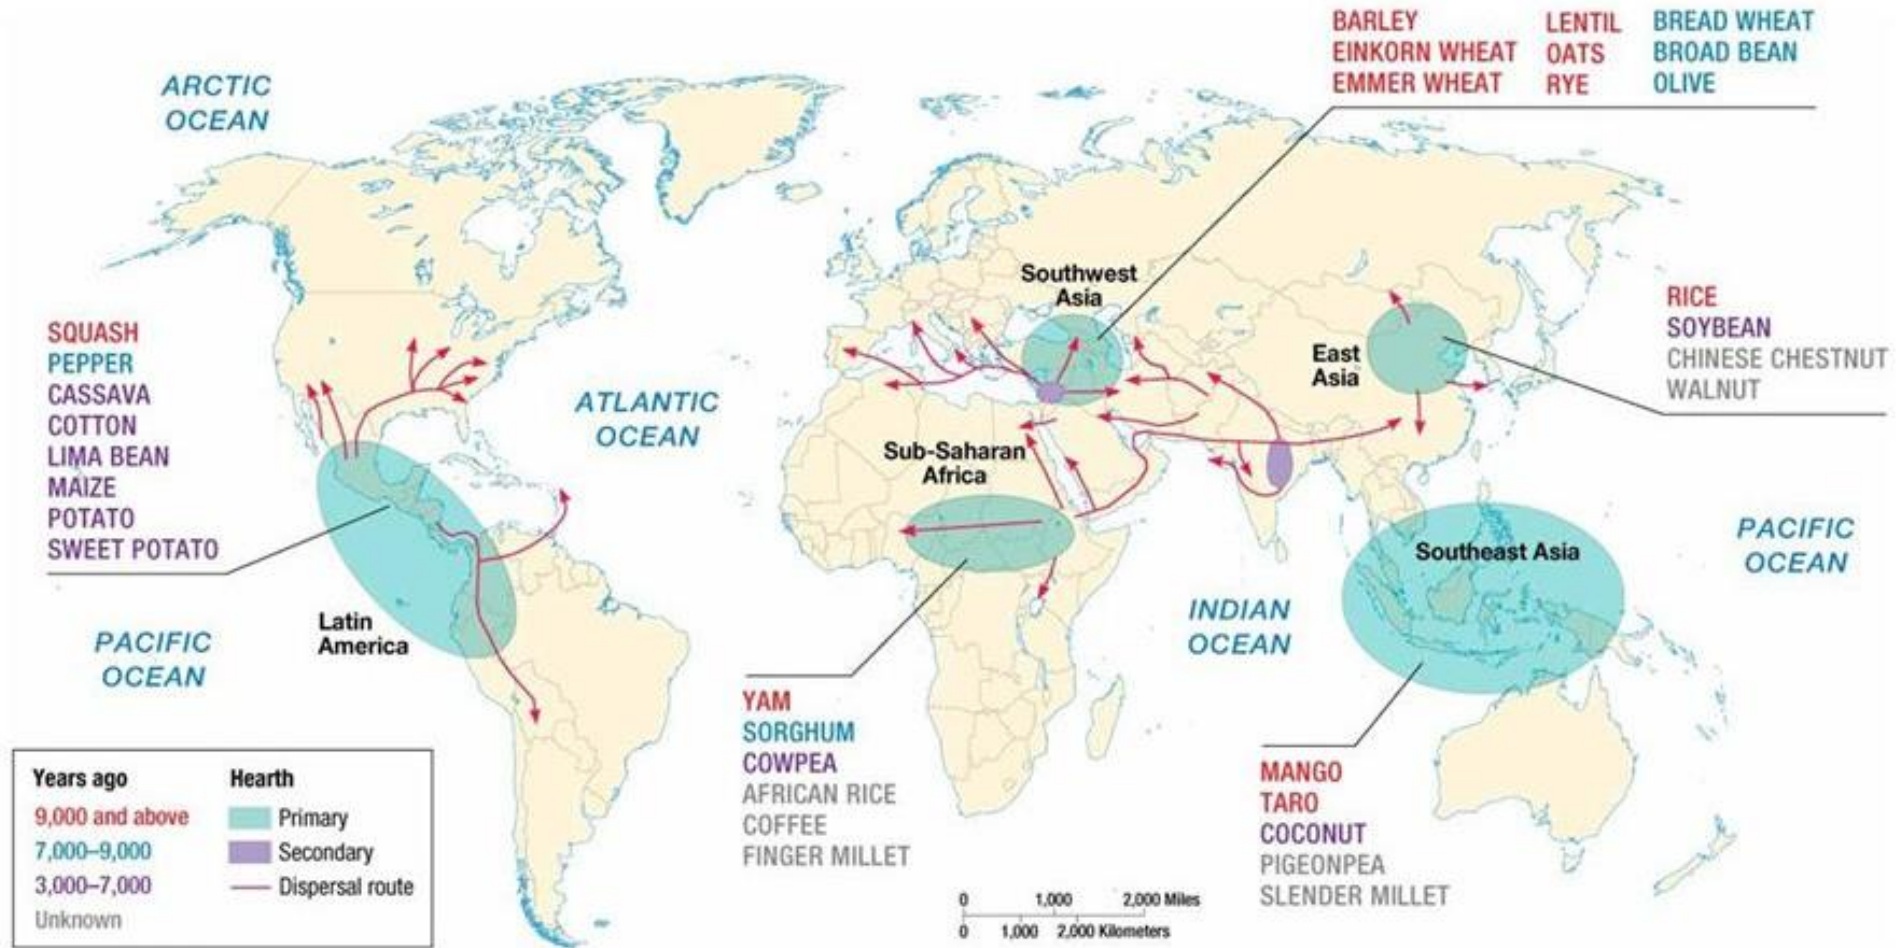 BARLEY
EINKORN WHEAT
EMMER WHEAT
LENTIL
OATS
RYE
BREAD WHEAT
BROAD BEAN
OLIVE
ARCTIC
OCEAN
Southwest
Asia
SQUASH
PEPPER
CASSAVA
COTTON
LIMA BEAN
MAIZE
POTATO
SWEET POTATO
RICE
SOYBEAN
CHINESE CHESTNUT
WALNUT
East
Asia
ATLANTIC
OCEAN
Sub-Saharan
Africa
Southeast Asia
PACIFIC
OCEAN
INDIAN
OCEAN
Latin
America
PACIFIC
OCEAN
YAM
SORGHUM
COWPEA
AFRICAN RICE
COFFEE
FINGER MILLET
MANGO
TARO
COCONUT
PIGEONPEA
SLENDER MILLET
Years ago
9,000 and above
7,000–9,000
3,000–7,000
Unknown
Hearth
Primary
Secondary
Dispersal route
0 1,000 2,000 Miles
0 1,000 2,000 Kilometers